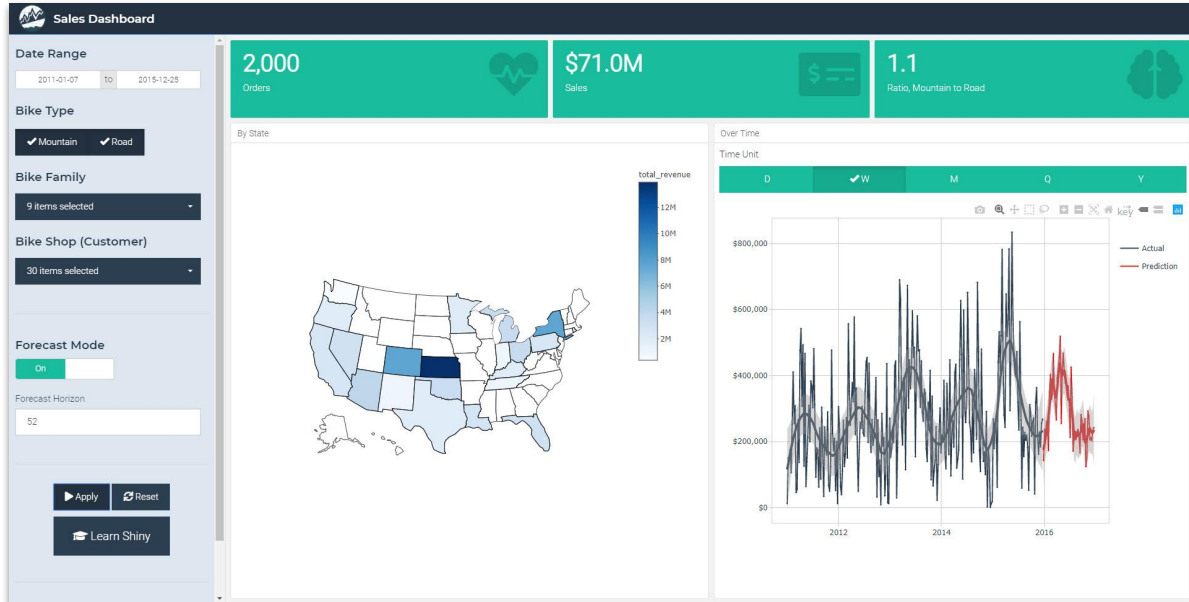 Sales Dashboard
Date Range
2011-01-07 to 2015-12-25
Bike Type
Mountain Road
Bike Family
9 items selected
Bike Shop (Customer)
30 items selected
Forecast Mode
On
Forecast Horizon
52
Apply Reset
Learn Shiny
2,000
Orders
$71.0M
Sales
1.1
Ratio, Mountain to Road
By State
total_revenue
12M
10M
8M
6M
4M
2M
Over Time
Time Unit
D W M Q Y
key
$800,000
$600,000
$400,000
$200,000
$0
2012 2014 2016
Actual
Prediction